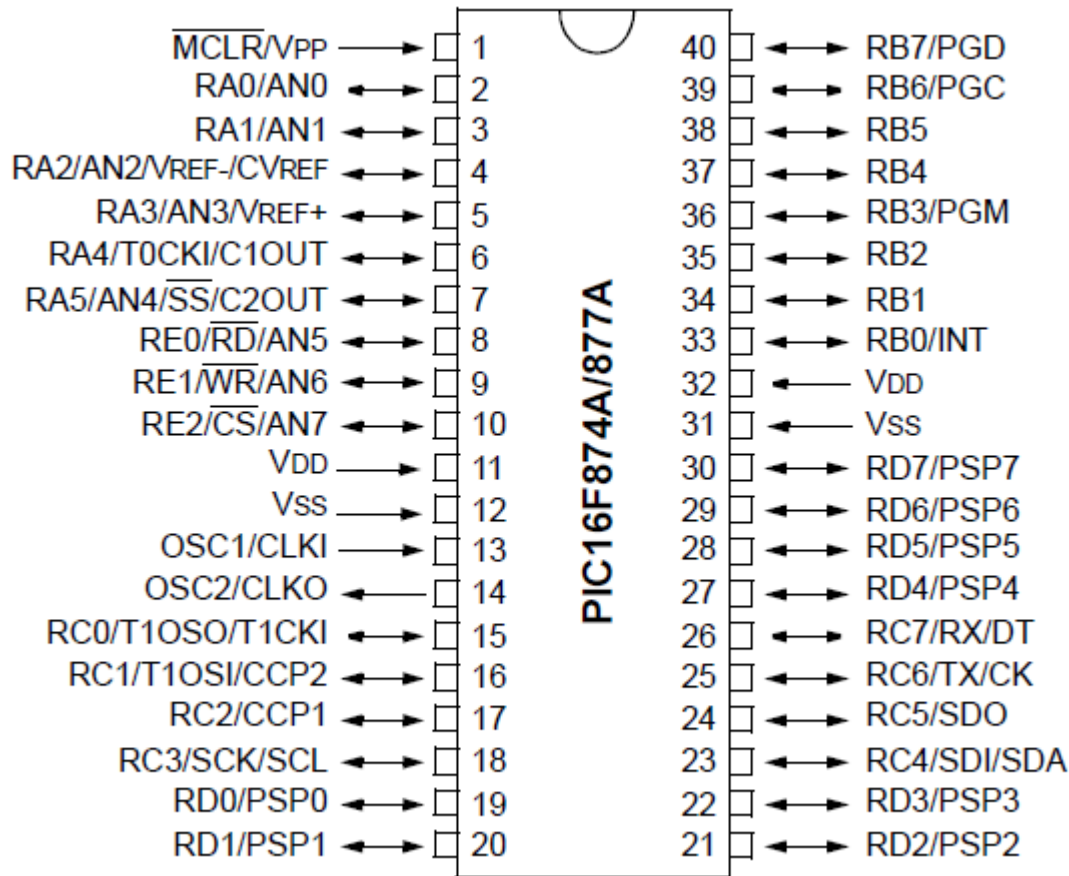 MCLR/VPP 1 40 RB7/PGD
RA0/AN0 2 39 RB6/PGC
RA1/AN1 3 38 RB5
RA2/AN2/VREF-/CVREF 4 37 RB4
RA3/AN3/VREF+ 5 36 RB3/PGM
RA4/T0CKI/C1OUT 6 35 RB2
RA5/AN4/SS/C2OUT 7 34 RB1
RE0/RD/AN5 8 33 RB0/INT
RE1/WR/AN6 9 32 VDD
RE2/CS/AN7 10 31 VSS
VDD 11 30 RD7/PSP7
VSS 12 29 RD6/PSP6
OSC1/CLKI 13 28 RD5/PSP5
OSC2/CLKO 14 27 RD4/PSP4
RC0/T1OSO/T1CKI 15 26 RC7/RX/DT
RC1/T1OSI/CCP2 16 25 RC6/TX/CK
RC2/CCP1 17 24 RC5/SDO
RC3/SCK/SCL 18 23 RC4/SDI/SDA
RD0/PSP0 19 22 RD3/PSP3
RD1/PSP1 20 21 RD2/PSP2
PIC16F874A/877A